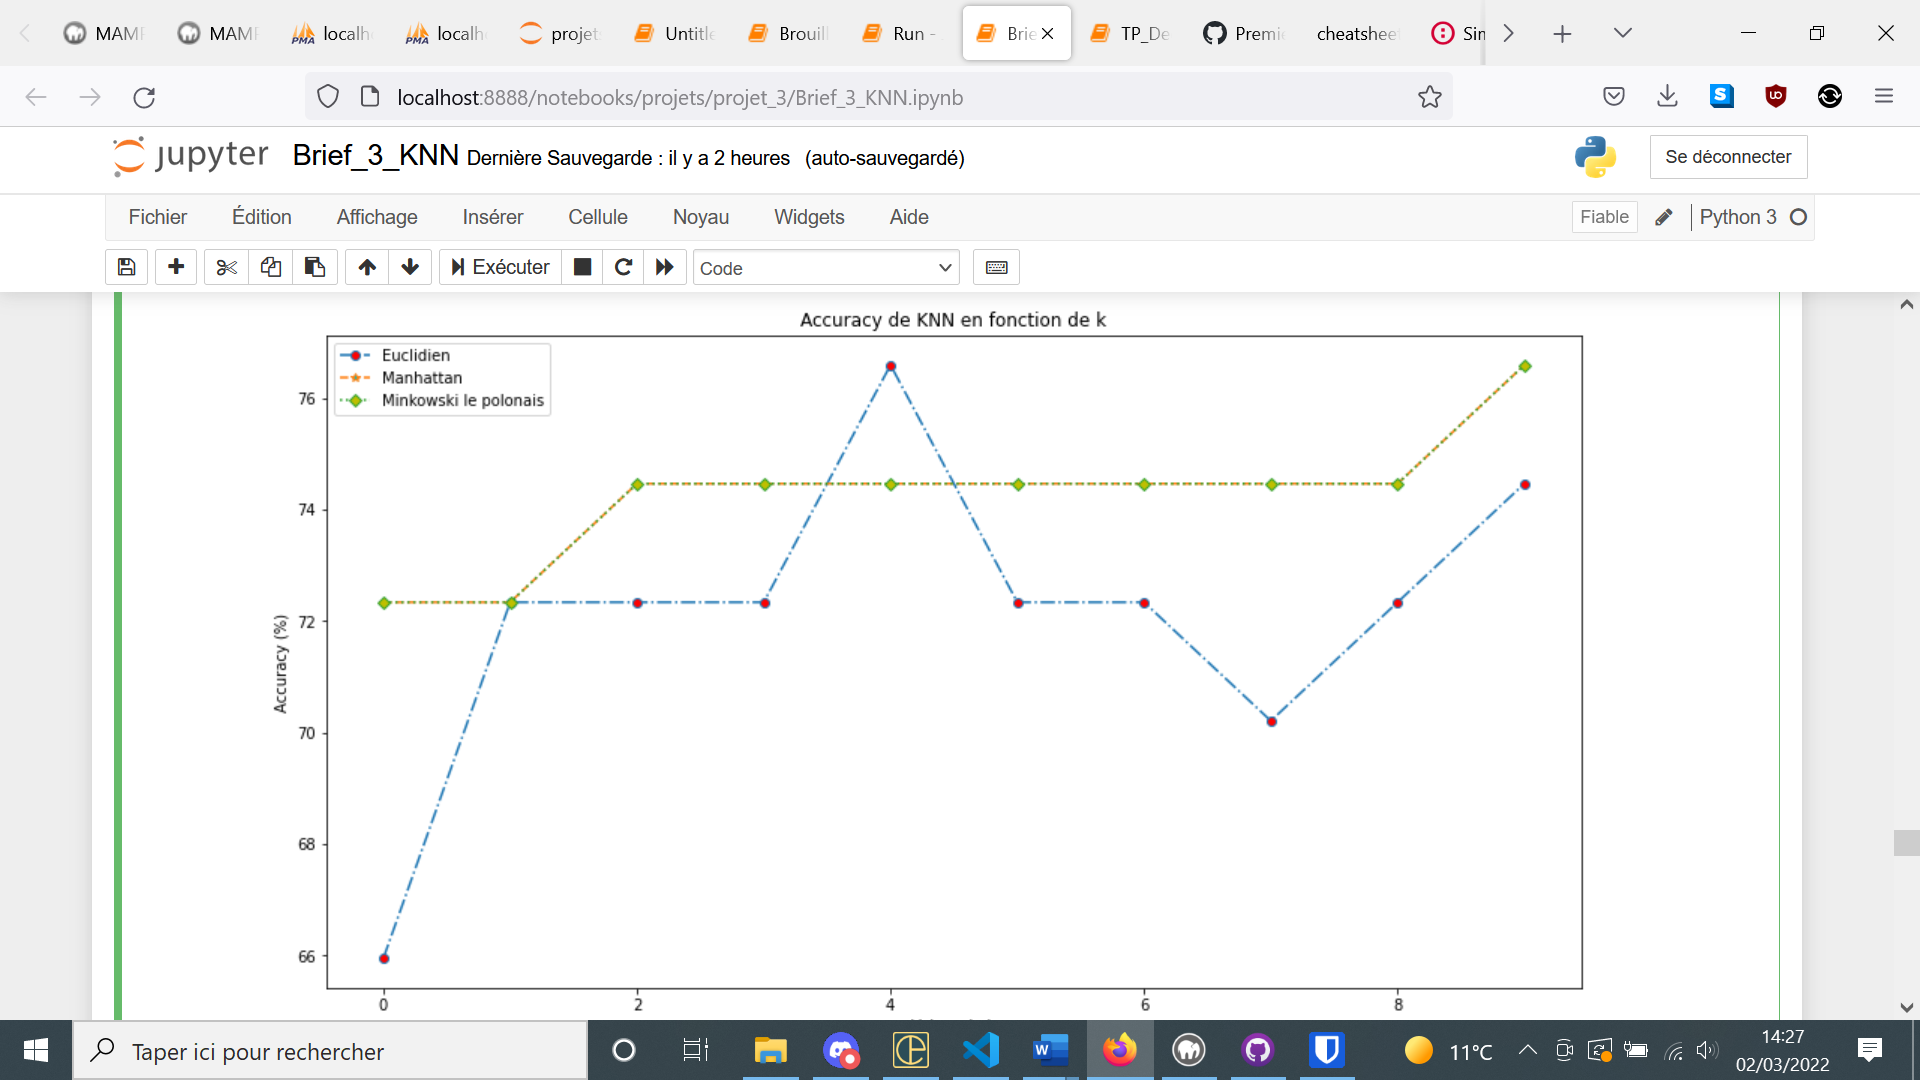 MAM
MAM
localh
localh
projet
Untitle
Brouill
Run -
Brie
TP_De
Premi
cheatshee
Sin
localhost:8888/notebooks/projets/projet_3/Brief_3_KNN.ipynb
jupyter Brief_3_KNN Dernière Sauvegarde : il y a 2 heures (auto-sauvegardé)
Se déconnecter
Fichier Édition Affichage Insérer Cellule Noyau Widgets Aide
Fiable
Python 3
Exécuter
Code
Accuracy de KNN en fonction de k
Euclidien
Manhattan
Minkowski le polonais
Accuracy (%)
76
74
72
70
68
66
0 2 4 6 8
Taper ici pour rechercher
11°C
14:27
02/03/2022